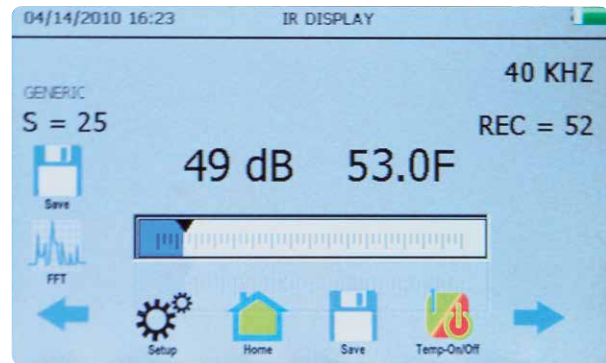 04/14/2010 16:23 IR DISPLAY
40 KHZ
GENERIC
S = 25
REC = 52
49 dB 53.0F
Save
FFT
Setup Home Save Temp-On/Off